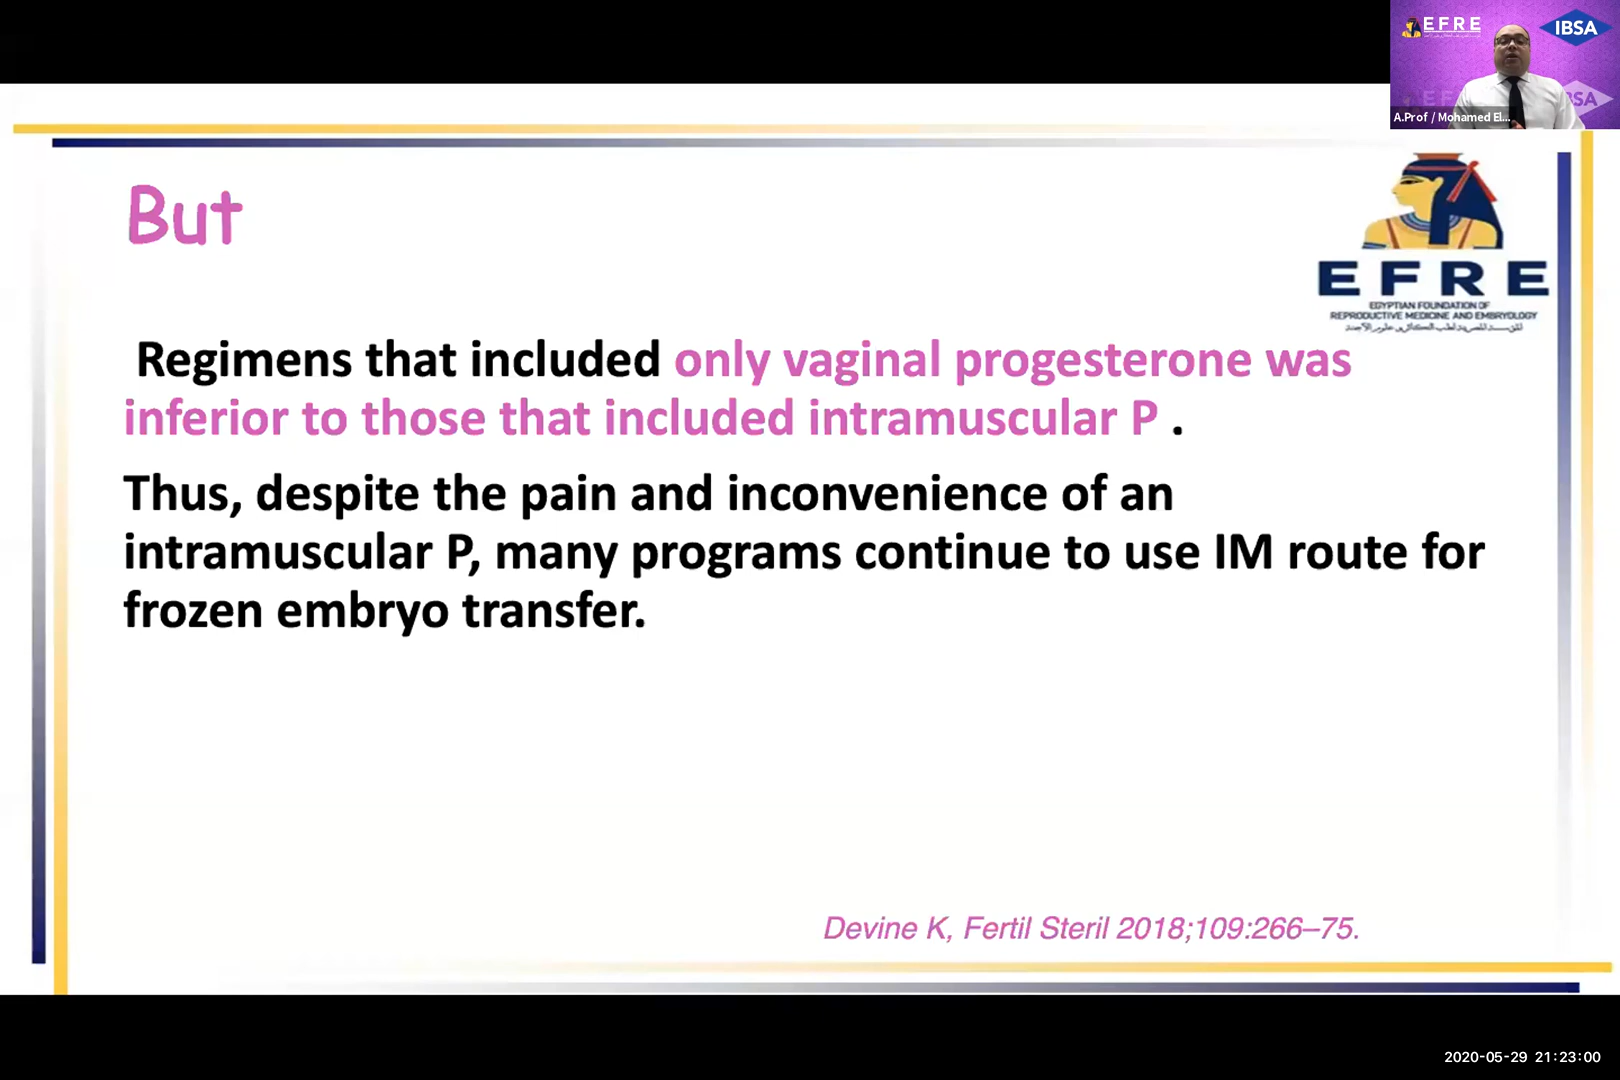 EFRE
IBSA
A.Prof / Mohamed El...
But
EFRE
EGYPTIAN FOUNDATION OF
REPRODUCTIVE MEDICINE AND EMBRYOLOGY
Regimens that included only vaginal progesterone was
inferior to those that included intramuscular P .
Thus, despite the pain and inconvenience of an
intramuscular P, many programs continue to use IM route for
frozen embryo transfer.
Devine K, Fertil Steril 2018;109:266–75.
2020-05-29 21:23:00